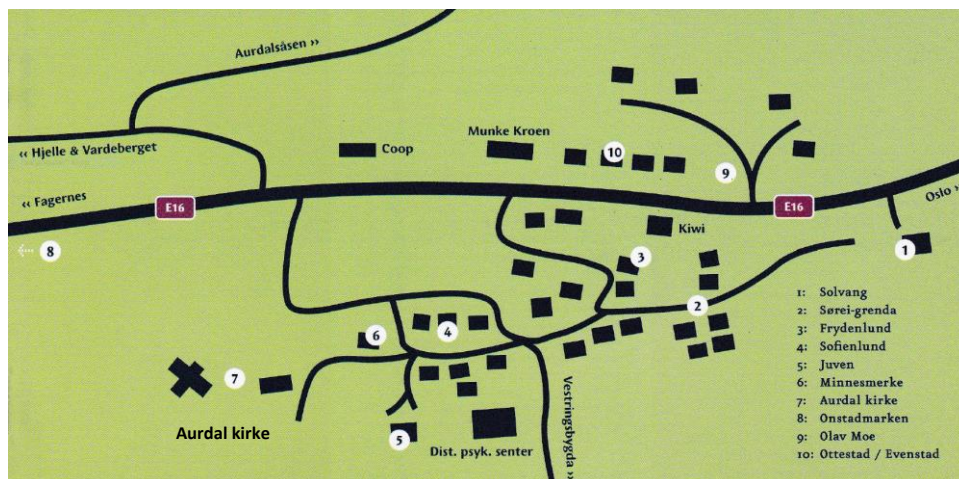 Aurdalsåsen ››
‹‹ Hjelle & Vardeberget
Coop
Munke Kroen
10
9
‹‹ Fagernes
E16
E16
Oslo ››
8
Kiwi
1
3
2
6
4
7
5
Aurdal kirke
Dist. psyk. senter
Vestringsbygda ››
1: Solvang
2: Sørei-grenda
3: Frydenlund
4: Sofienlund
5: Juven
6: Minnesmerke
7: Aurdal kirke
8: Onstadmarken
9: Olav Moe
10: Ottestad / Evenstad